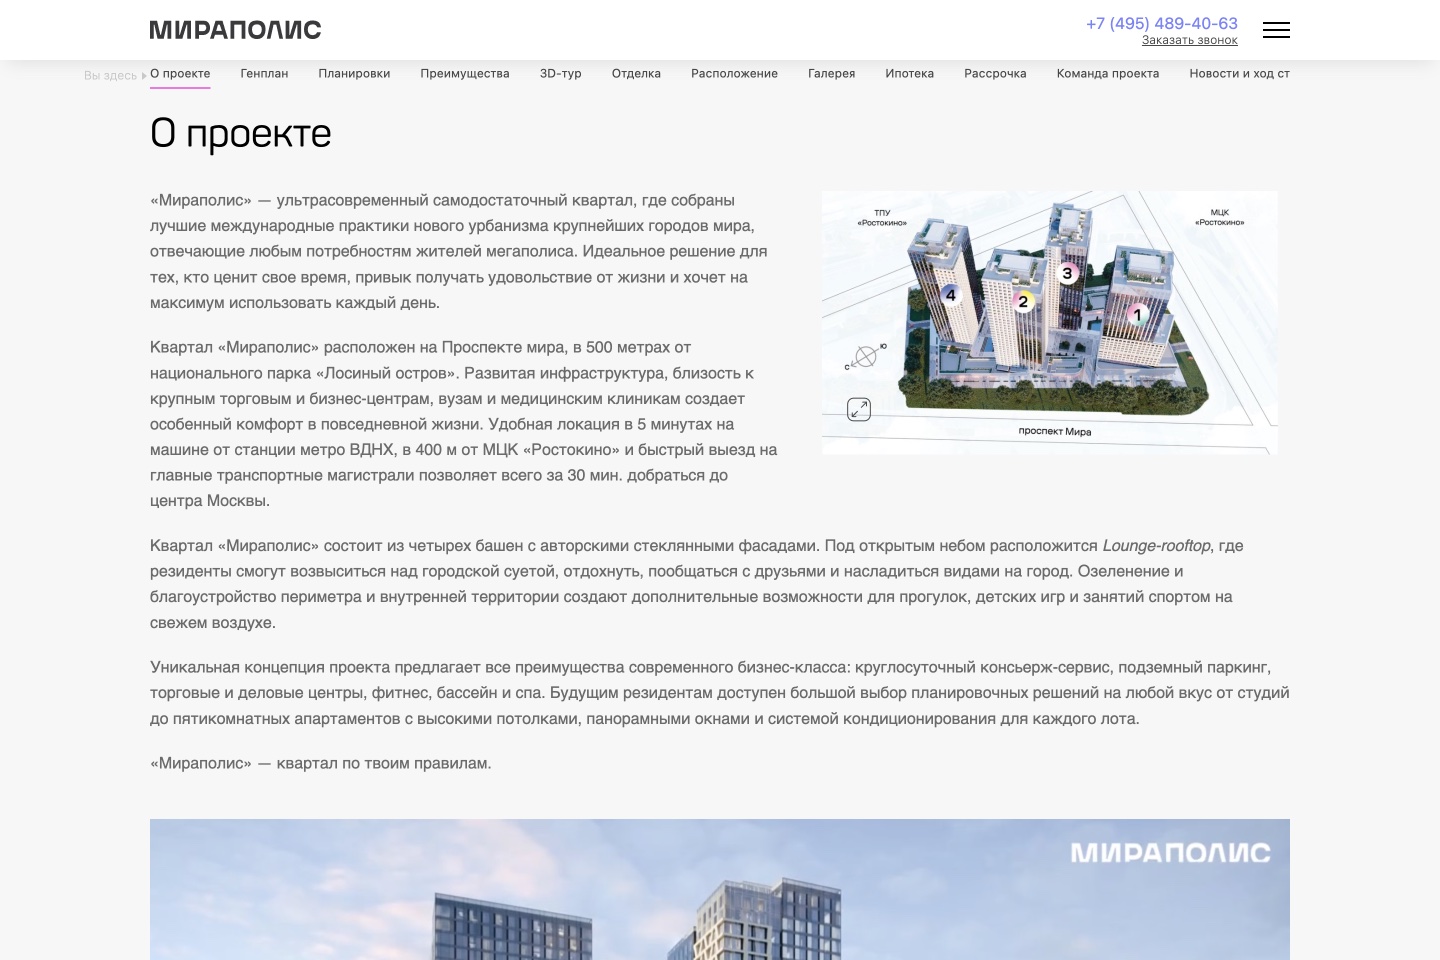 МИРАПОЛИС
+7 (495) 489-40-63
Заказать звонок
Вы здесь
О проекте Генплан Планировки Преимущества 3D-тур Отделка Расположение Галерея Ипотека Рассрочка Команда проекта Новости и ход ст
О проекте
«Мираполис» — ультрасовременный самодостаточный квартал, где собраны
лучшие международные практики нового урбанизма крупнейших городов мира,
отвечающие любым потребностям жителей мегаполиса. Идеальное решение для
тех, кто ценит свое время, привык получать удовольствие от жизни и хочет на
максимум использовать каждый день.
Квартал «Мираполис» расположен на Проспекте мира, в 500 метрах от
национального парка «Лосиный остров». Развитая инфраструктура, близость к
крупным торговым и бизнес-центрам, вузам и медицинским клиникам создает
особенный комфорт в повседневной жизни. Удобная локация в 5 минутах на
машине от станции метро ВДНХ, в 400 м от МЦК «Ростокино» и быстрый выезд на
главные транспортные магистрали позволяет всего за 30 мин. добраться до
центра Москвы.
ТПУ
«Ростокино»
МЦК
«Ростокино»
4
2
3
1
Ю
С
проспект Мира
Квартал «Мираполис» состоит из четырех башен с авторскими стеклянными фасадами. Под открытым небом расположится Lounge-rooftop, где
резиденты смогут возвыситься над городской суетой, отдохнуть, пообщаться с друзьями и насладиться видами на город. Озеленение и
благоустройство периметра и внутренней территории создают дополнительные возможности для прогулок, детских игр и занятий спортом на
свежем воздухе.
Уникальная концепция проекта предлагает все преимущества современного бизнес-класса: круглосуточный консьерж-сервис, подземный паркинг,
торговые и деловые центры, фитнес, бассейн и спа. Будущим резидентам доступен большой выбор планировочных решений на любой вкус от студий
до пятикомнатных апартаментов с высокими потолками, панорамными окнами и системой кондиционирования для каждого лота.
«Мираполис» — квартал по твоим правилам.
МИРАПОЛИС